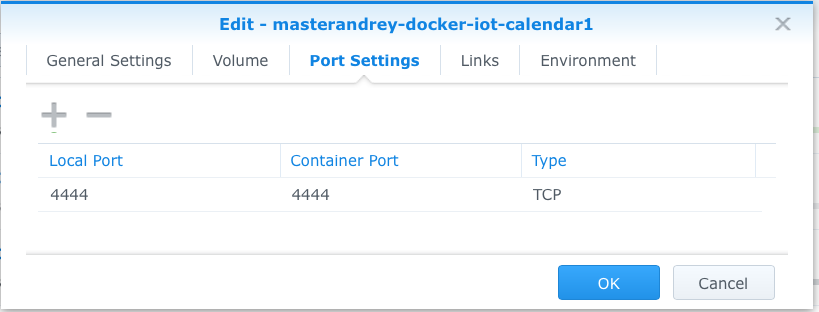 Edit - masterandrey-docker-iot-calendar1
General Settings Volume Port Settings Links Environment
Local Port Container Port Type
4444 4444 TCP
OK Cancel